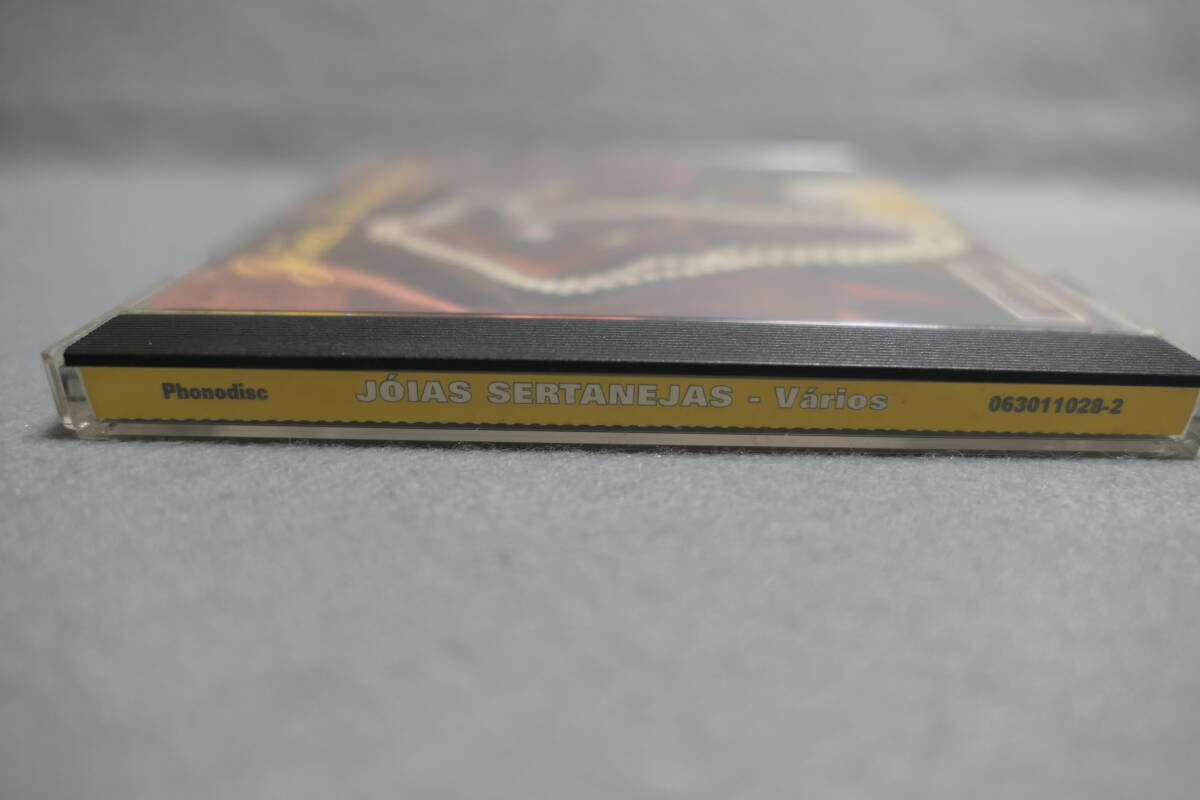 Phonodisc JÓIAS SERTANEJAS - Vários 063011028-2